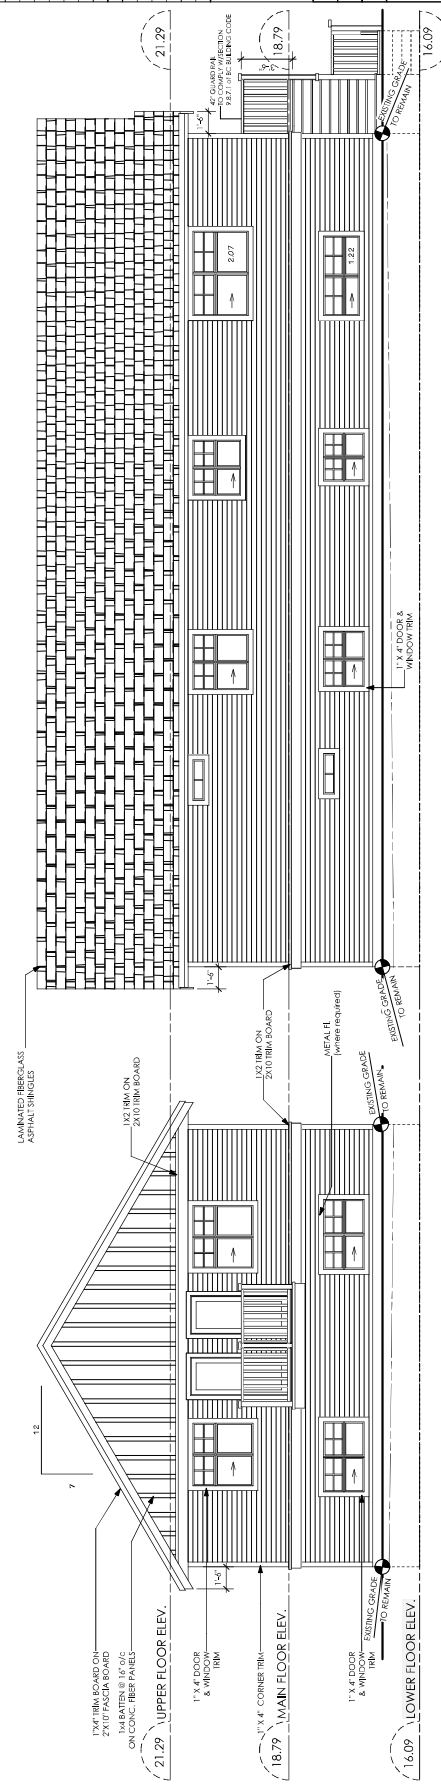 LAMINATED FIBERGLASS
ASPHALT SHINGLES
12
7
1"X4" TRIM BOARD ON
2"X10" FASCIA BOARD
1x4 BATTEN @ 16" o/c
ON CONC. FIBER PANELS
1X2 TRIM ON
2X10 TRIM BOARD
1'-6"
1'-6"
1'-6"
21.29
UPPER FLOOR ELEV.
21.29
1" X 4" DOOR
& WINDOW
TRIM
1" X 4" CORNER TRIM
1X2 TRIM ON
2X10 TRIM BOARD
42" GUARD RAIL
TO COMPLY W/SECTION
9.8.7.1 of BC BUILDING CODE
2.07
18.79
MAIN FLOOR ELEV.
18.79
1" X 4" DOOR
& WINDOW
TRIM
METAL FL
(where required)
1.22
1" X 4" DOOR &
WINDOW TRIM
EXISTING GRADE
TO REMAIN
EXISTING GRADE
TO REMAIN
EXISTING GRADE
TO REMAIN
EXISTING GRADE
TO REMAIN
16.09
LOWER FLOOR ELEV.
16.09